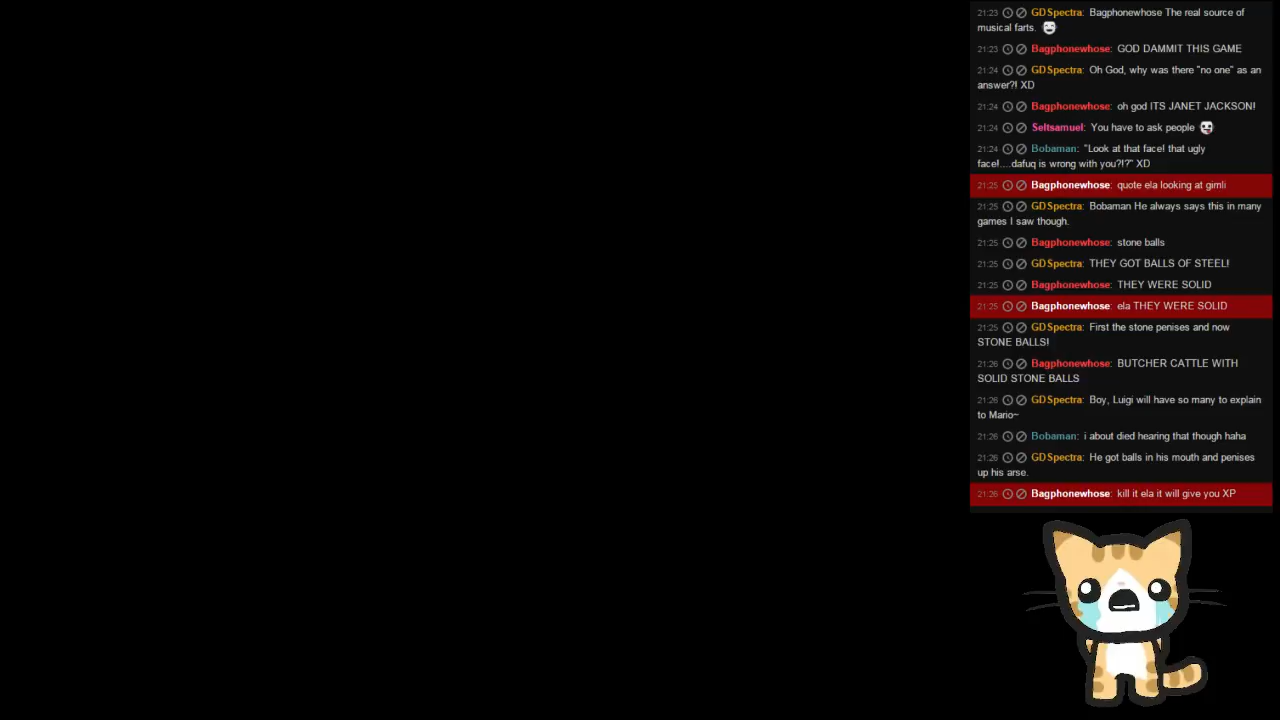 21:23 GDSpectra: Bagphonewhose The real source of
musical farts.
21:23 Bagphonewhose: GOD DAMMIT THIS GAME
21:24 GDSpectra: Oh God, why was there "no one" as an
answer?! XD
21:24 Bagphonewhose: oh god ITS JANET JACKSON!
21:24 Seltsamuel: You have to ask people
21:24 Bobaman: "Look at that face! that ugly
face!....dafuq is wrong with you?!?" XD
21:25 Bagphonewhose: quote ela looking at gimli
21:25 GDSpectra: Bobaman He always says this in many
games I saw though.
21:25 Bagphonewhose: stone balls
21:25 GDSpectra: THEY GOT BALLS OF STEEL!
21:25 Bagphonewhose: THEY WERE SOLID
21:25 Bagphonewhose: ela THEY WERE SOLID
21:25 GDSpectra: First the stone penises and now
STONE BALLS!
21:26 Bagphonewhose: BUTCHER CATTLE WITH
SOLID STONE BALLS
21:26 GDSpectra: Boy, Luigi will have so many to explain
to Mario~
21:26 Bobaman: i about died hearing that though haha
21:26 GDSpectra: He got balls in his mouth and penises
up his arse.
21:26 Bagphonewhose: kill it ela it will give you XP